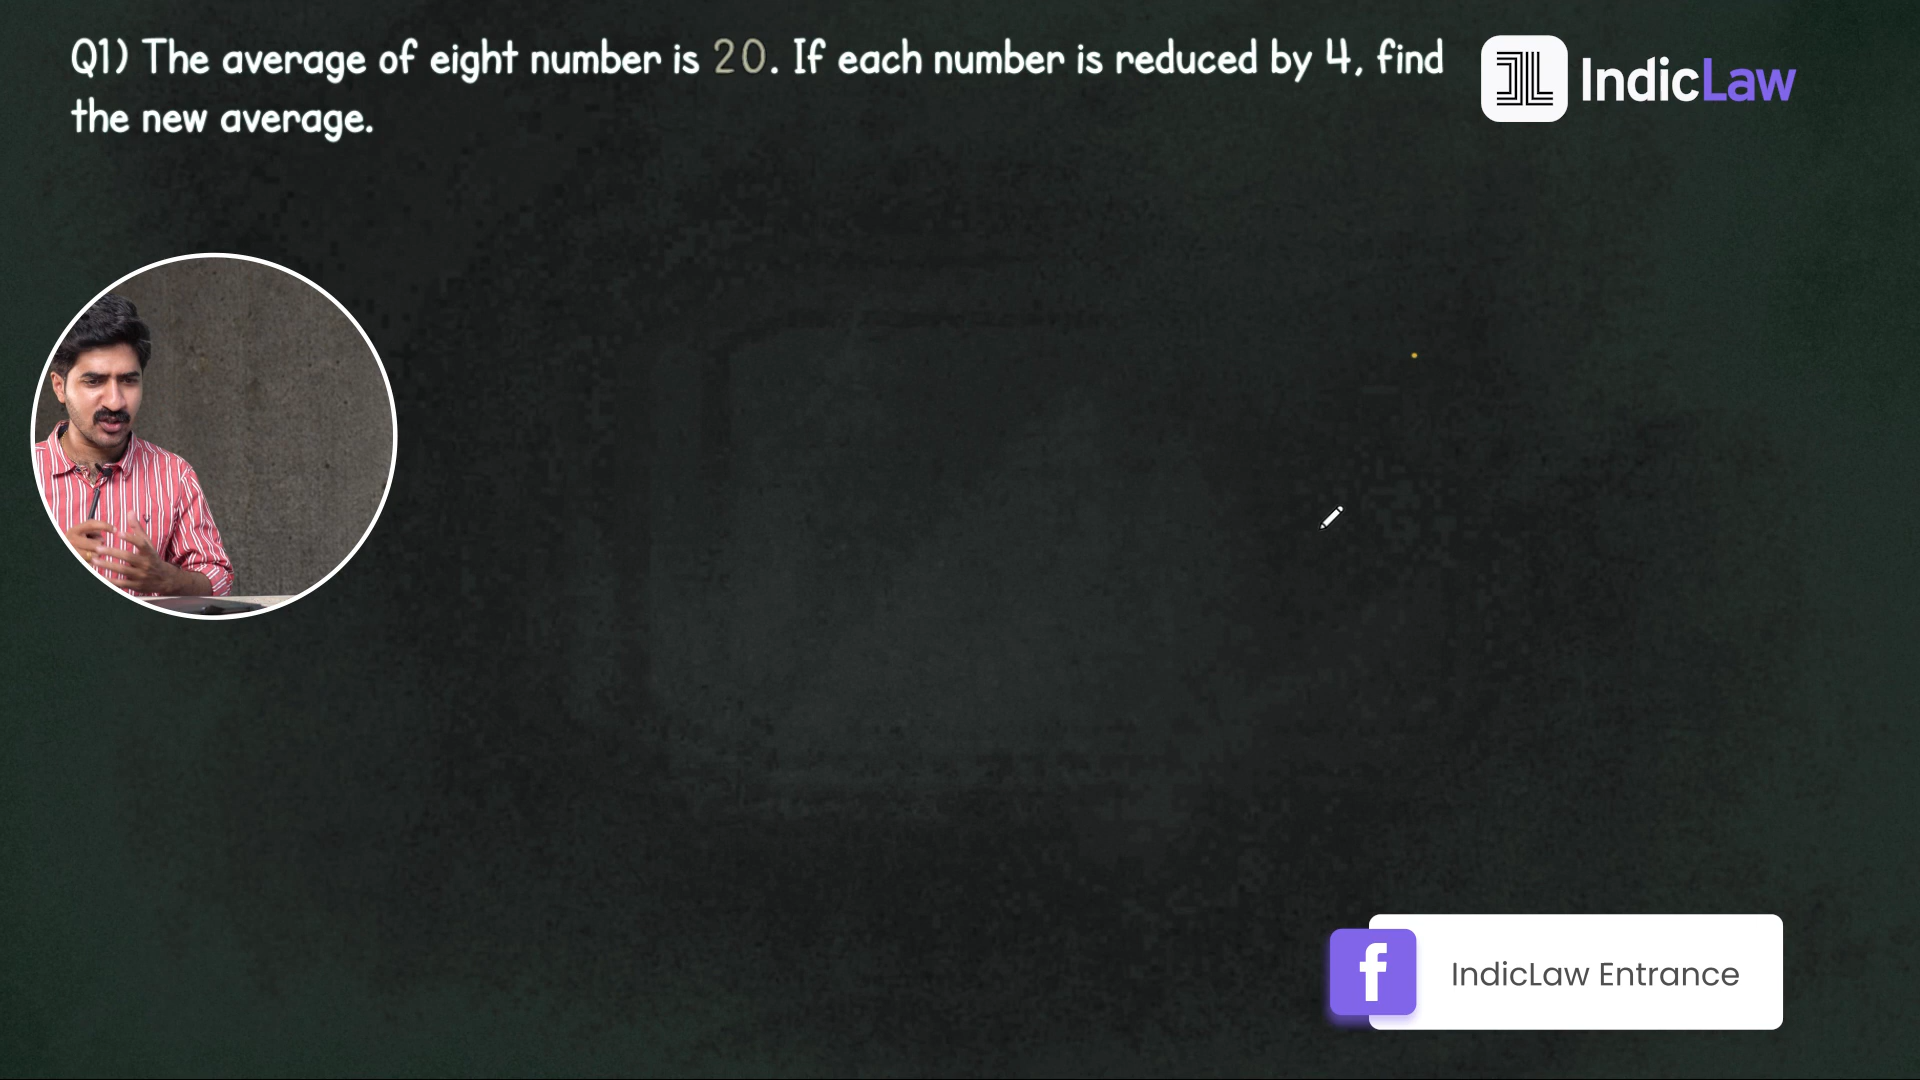 Q1) The average of eight number is 20. If each number is reduced by 4, find
the new average.
IndicLaw
IndicLaw Entrance